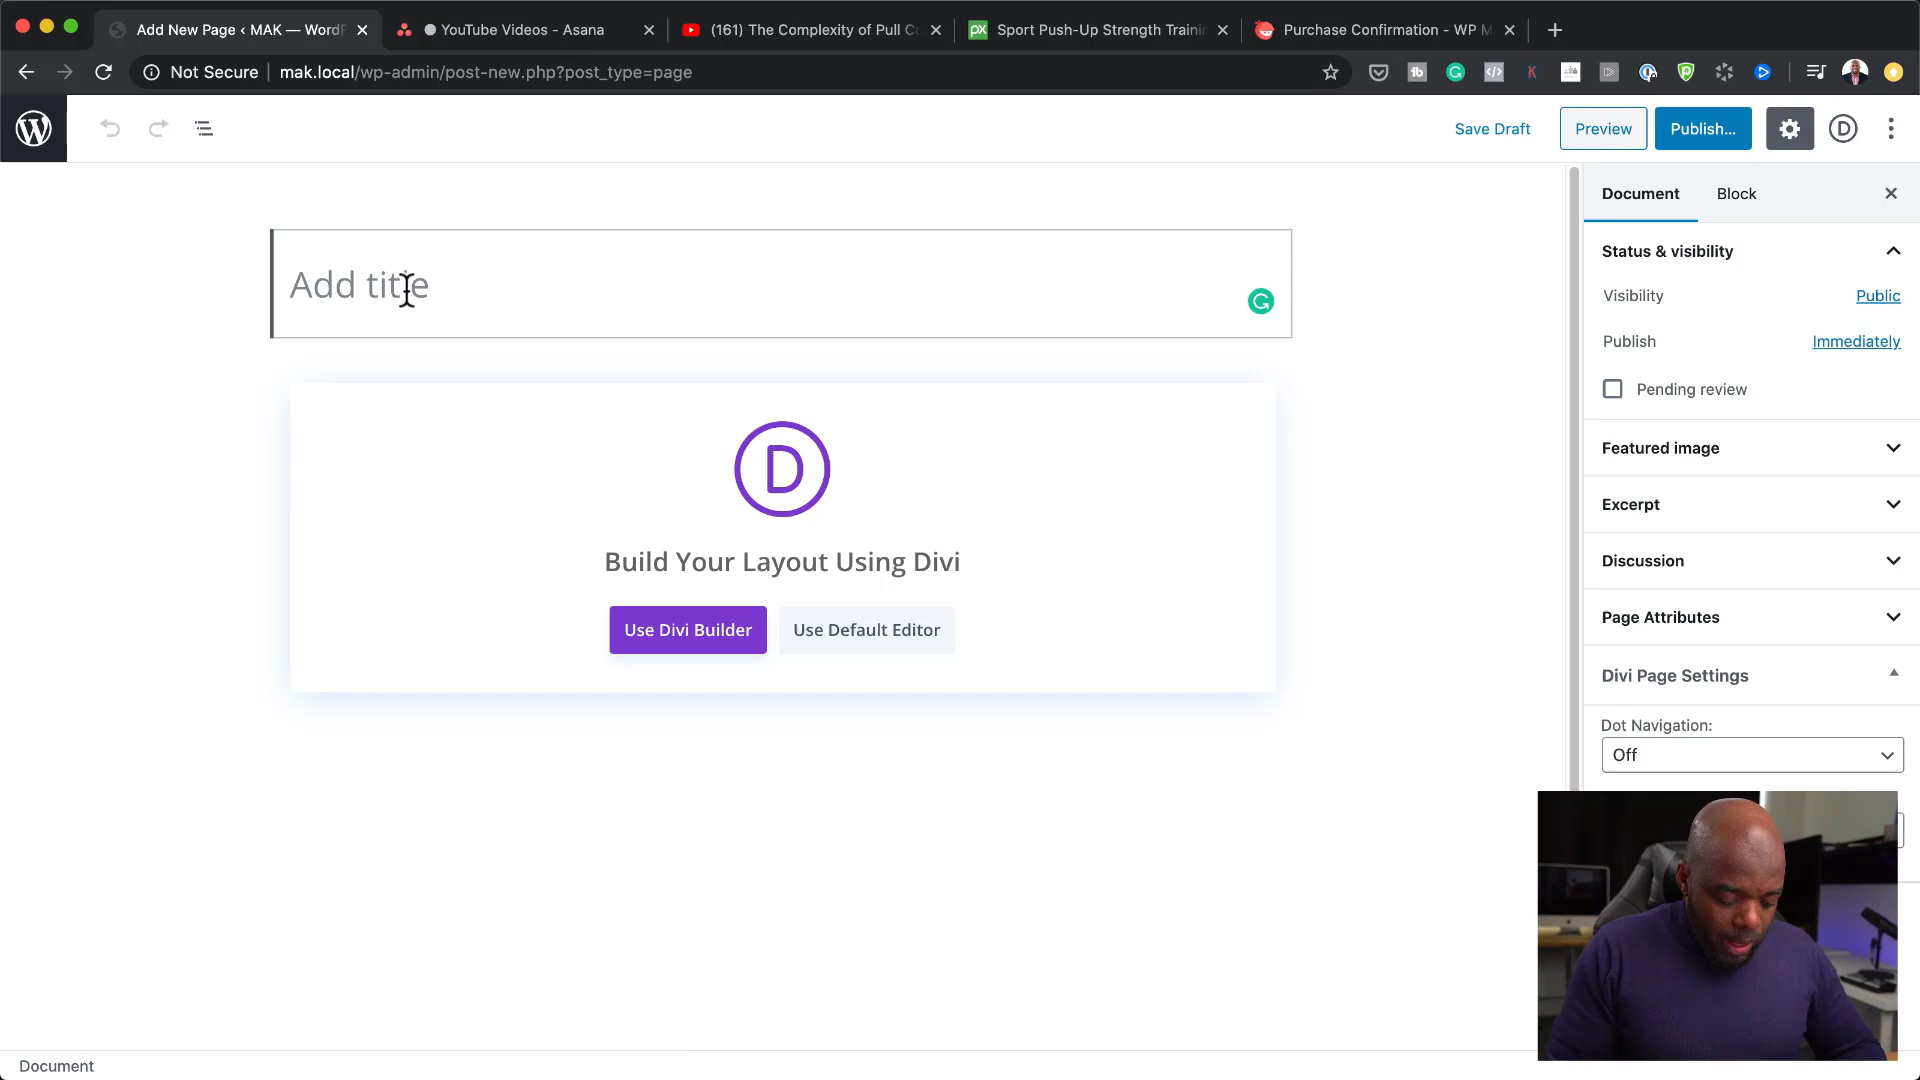 Add New Page ‹ MAK — WordP
YouTube Videos - Asana
(161) The Complexity of Pull Co
Sport Push-Up Strength Trainin
Purchase Confirmation - WP M
Not Secure
mak.local/wp-admin/post-new.php?post_type=page
Save Draft
Preview
Publish...
Document
Block
Status & visibility
Add title
Visibility
Public
Publish
Immediately
Pending review
Featured image
Excerpt
Build Your Layout Using Divi
Discussion
Page Attributes
Use Divi Builder
Use Default Editor
Divi Page Settings
Dot Navigation:
Off
Document